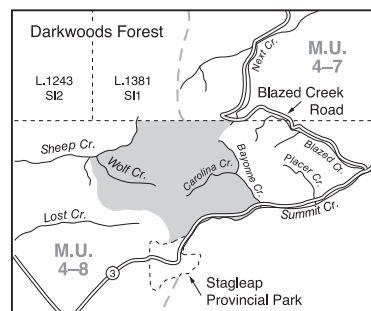 Darkwoods Forest
M.U.
4–7
Next Cr.
L.1243
SI2
L.1381
SI1
Blazed Creek
Road
Sheep Cr.
Wolf Cr.
Carolina Cr.
Bayonne Cr.
Blazed Cr.
Placer Cr.
Summit Cr.
Lost Cr.
M.U.
4–8
3
Stagleap
Provincial Park